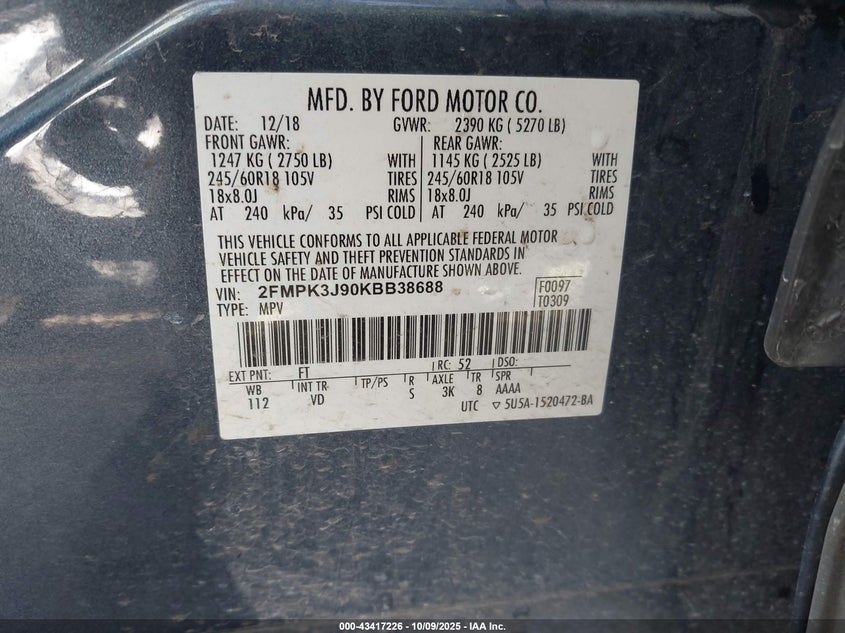 MFD. BY FORD MOTOR CO.
DATE: 12/18 GVWR: 2390 KG ( 5270 LB)
FRONT GAWR: REAR GAWR:
1247 KG ( 2750 LB) WITH 1145 KG ( 2525 LB) WITH
245/60R18 105V TIRES 245/60R18 105V TIRES
18x8.0J RIMS 18x8.0J RIMS
AT 240 kPa/ 35 PSI COLD AT 240 kPa/ 35 PSI COLD
THIS VEHICLE CONFORMS TO ALL APPLICABLE FEDERAL MOTOR
VEHICLE SAFETY AND THEFT PREVENTION STANDARDS IN
EFFECT ON THE DATE OF MANUFACTURE SHOWN ABOVE.
VIN: 2FMPK3J90KBB38688 F0097
TYPE: MPV T0309
EXT PNT: FT RC: 52 DSO:
WB INT TR TP/PS R AXLE TR SPR
112 VD S 3K 8 AAAA
UTC ▽ 5U5A-1520472-BA
000-43417226 - 10/09/2025 - IAA Inc.